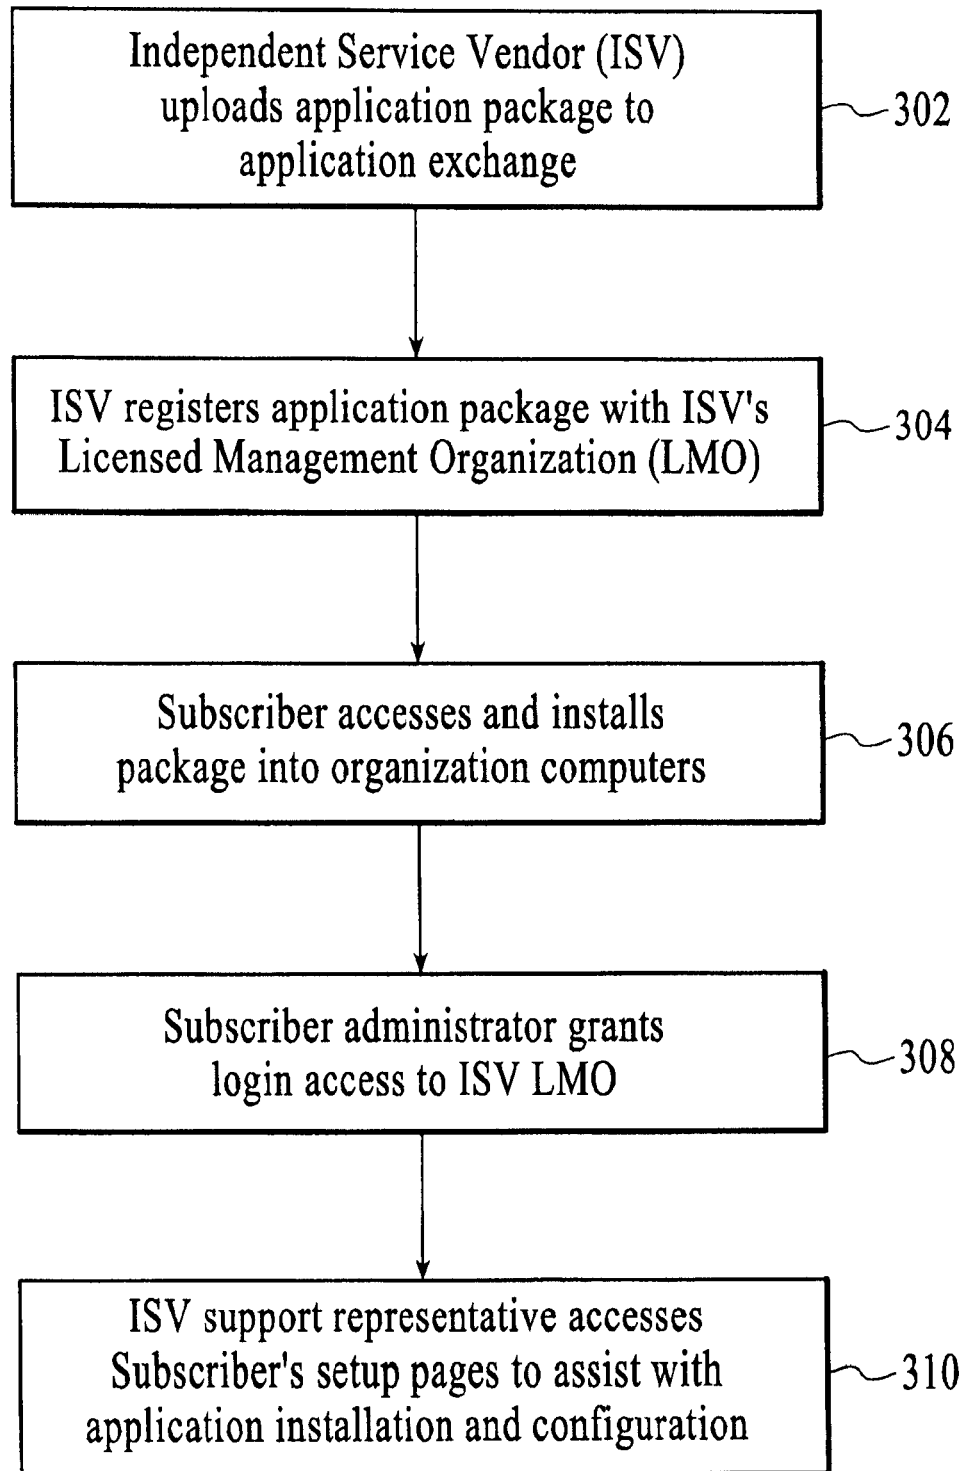 Independent Service Vendor (ISV)
uploads application package to
application exchange
302
ISV registers application package with ISV's
Licensed Management Organization (LMO)
304
Subscriber accesses and installs
package into organization computers
306
Subscriber administrator grants
login access to ISV LMO
308
ISV support representative accesses
Subscriber's setup pages to assist with
application installation and configuration
310